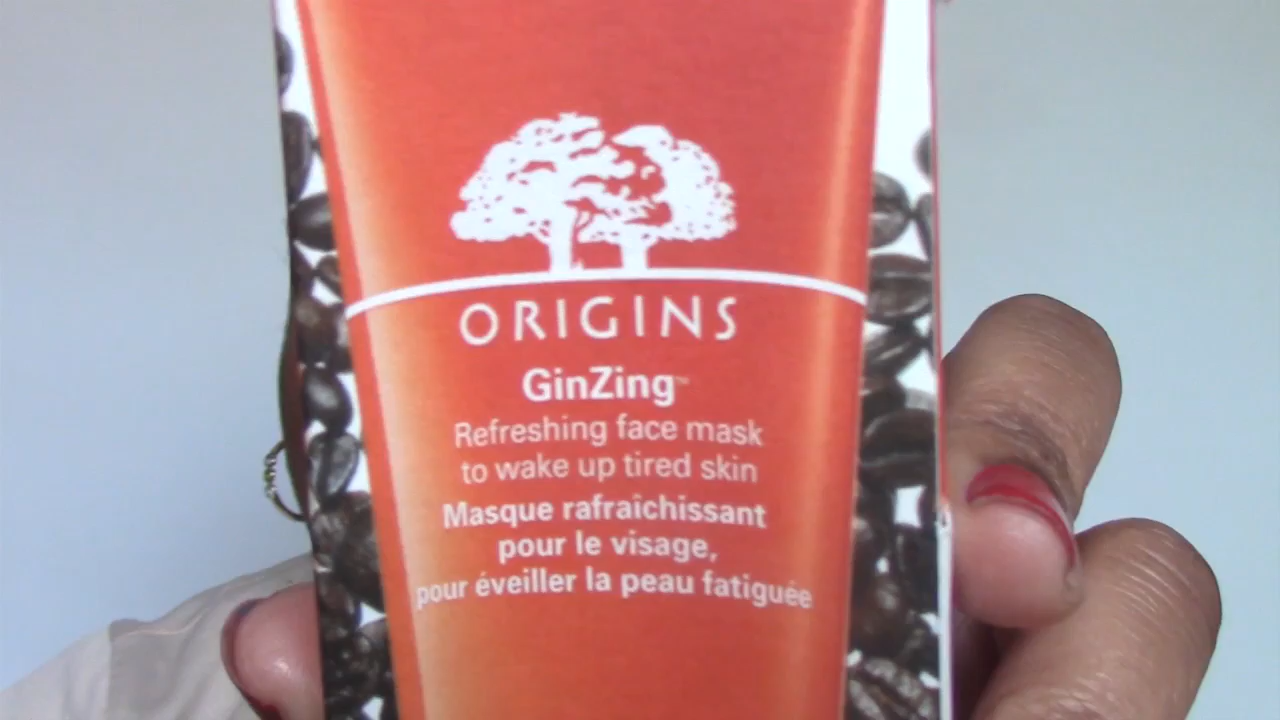 ORIGINS
GinZing™
Refreshing face mask
to wake up tired skin
Masque rafraîchissant
pour le visage,
pour éveiller la peau fatiguée